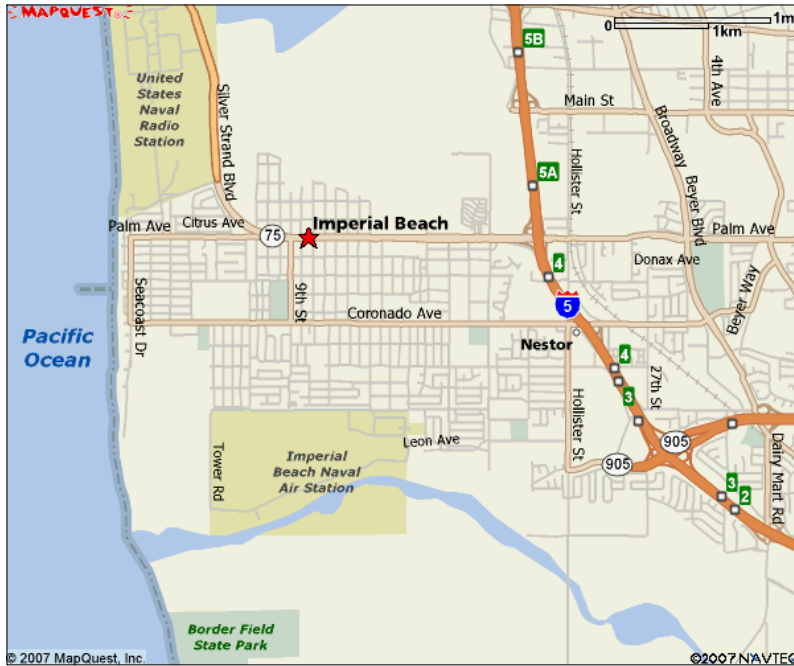 MAPQUEST
0
1m
1km
5B
4th Ave
United
States
Naval
Radio
Station
Silver Strand Blvd
Main St
Broadway
Hollister St
5A
Beyer Blvd
Palm Ave
Citrus Ave
75
Imperial Beach
Palm Ave
4
Donax Ave
Seacoast Dr
9th St
5
Beyer Way
Coronado Ave
Pacific
Ocean
Nestor
4
27th St
3
Hollister St
Leon Ave
905
905
Dairy Mart Rd
Tower Rd
Imperial
Beach Naval
Air Station
3
2
Border Field
State Park
© 2007 MapQuest, Inc.
©2007 NAVTEQ